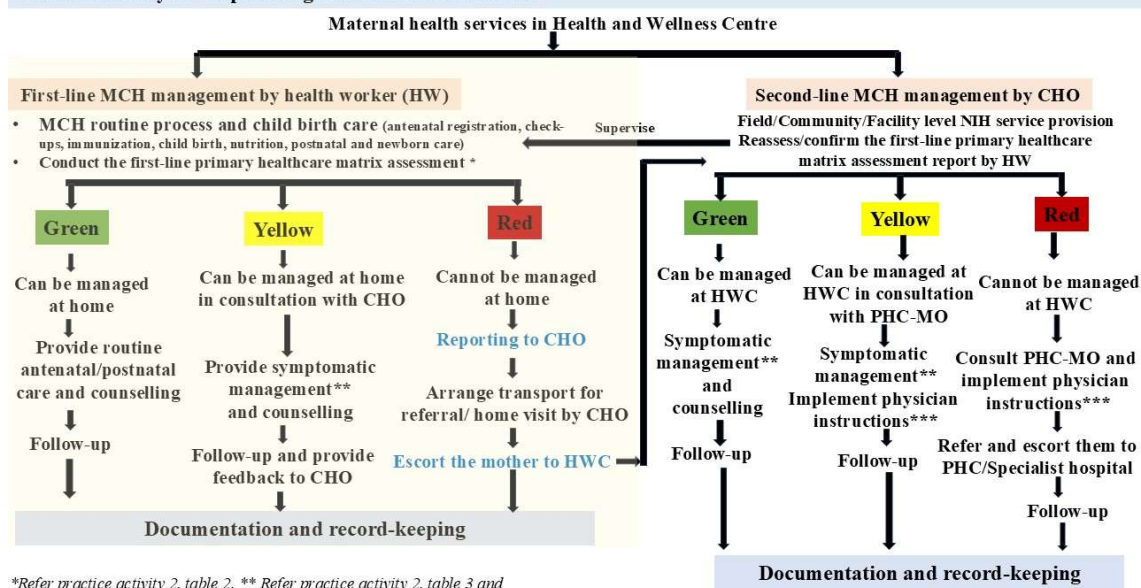 Maternal health services in Health and Wellness Centre
First-line MCH management by health worker (HW)
• MCH routine process and child birth care (antenatal registration, check-
ups, immunization, child birth, nutrition, postnatal and newborn care)
• Conduct the first-line primary healthcare matrix assessment *
Green
Can be managed
at home
Provide routine
antenatal/postnatal
care and counselling
Follow-up
Yellow
Can be managed at home
in consultation with CHO
Provide symptomatic
management**
and counselling
Follow-up and provide
feedback to CHO
Red
Cannot be managed
at home
Reporting to CHO
Arrange transport for
referral/ home visit by CHO
Escort the mother to HWC
Documentation and record-keeping
Supervise
Second-line MCH management by CHO
Field/Community/Facility level NIH service provision
Reassess/confirm the first-line primary healthcare
matrix assessment report by HW
Green
Can be managed
at HWC
Symptomatic
management**
and
counselling
Follow-up
Yellow
Can be managed at
HWC in consultation
with PHC-MO
Symptomatic
management**
Implement physician
instructions***
Follow-up
Red
Cannot be managed
at HWC
Consult PHC-MO and
implement physician
instructions***
Refer and escort them to
PHC/Specialist hospital
Follow-up
Documentation and record-keeping
*Refer practice activity 2, table 2, ** Refer practice activity 2, table 3 and